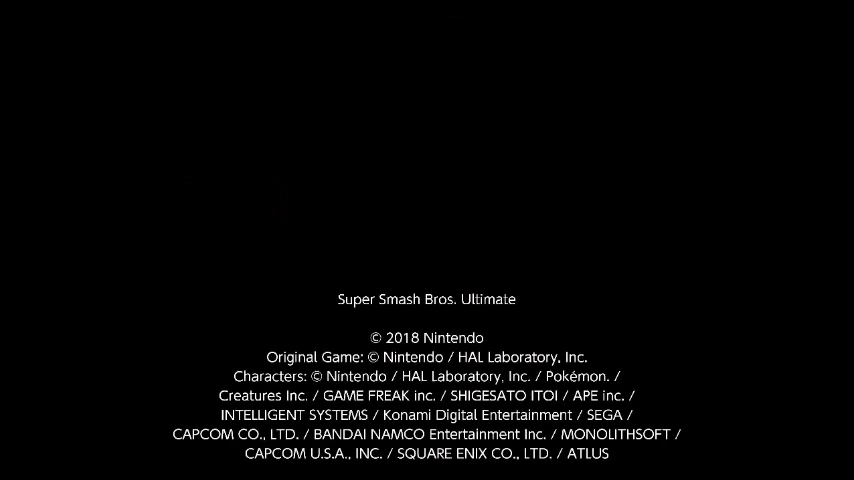 Super Smash Bros. Ultimate
© 2018 Nintendo
Original Game: © Nintendo / HAL Laboratory, Inc.
Characters: © Nintendo / HAL Laboratory, Inc. / Pokémon. /
Creatures Inc. / GAME FREAK inc. / SHIGESATO ITOI / APE inc. /
INTELLIGENT SYSTEMS / Konami Digital Entertainment / SEGA /
CAPCOM CO., LTD. / BANDAI NAMCO Entertainment Inc. / MONOLITHSOFT /
CAPCOM U.S.A., INC. / SQUARE ENIX CO., LTD. / ATLUS